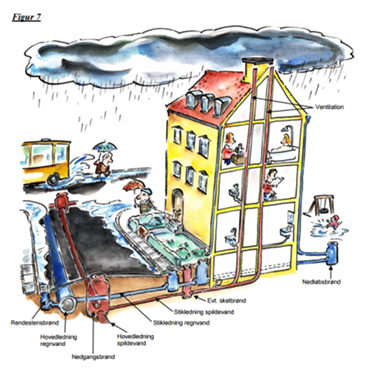 Figur 7
Ventilation
Nedløbsbrønd
Evt. skelbrønd
Stikledning spildevand
Stikledning regnvand
Rendestensbrønd
Hovedledning
regnvand
Hovedledning
spildevand
Nedgangsbrønd